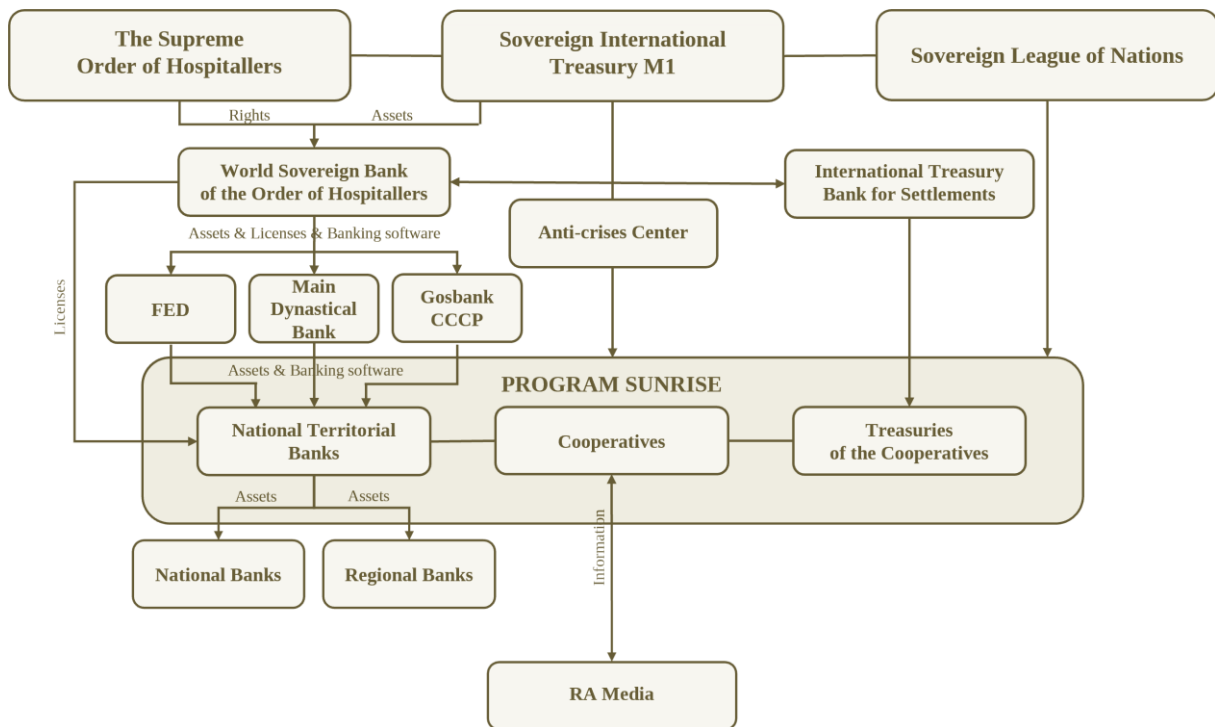 The Supreme
Order of Hospitallers
Sovereign International
Treasury M1
Sovereign League of Nations
Rights
Assets
World Sovereign Bank
of the Order of Hospitallers
International Treasury
Bank for Settlements
Anti-crises Center
Assets & Licenses & Banking software
Licenses
FED
Main
Dynastical
Bank
Gosbank
CCCP
Assets & Banking software
PROGRAM SUNRISE
National Territorial
Banks
Cooperatives
Treasuries
of the Cooperatives
Assets
Assets
Information
National Banks
Regional Banks
RA Media